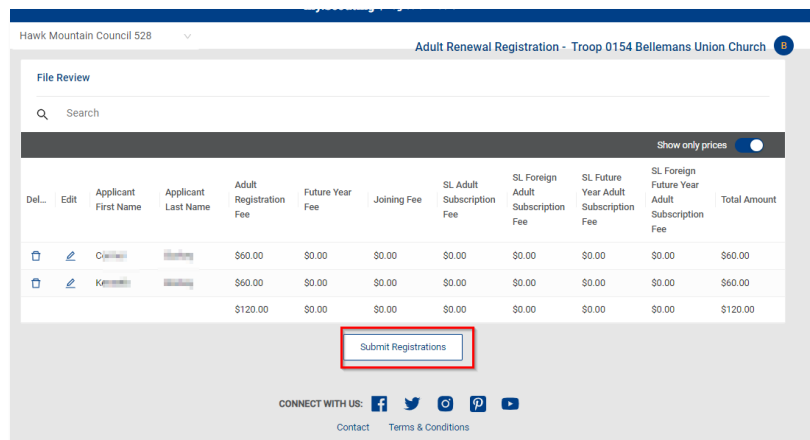 Hawk Mountain Council 528
Adult Renewal Registration - Troop 0154 Bellemans Union Church B
File Review
Search
Show only prices
Del... Edit Applicant First Name Applicant Last Name Adult Registration Fee Future Year Fee Joining Fee SL Adult Subscription Fee SL Foreign Adult Subscription Fee SL Future Year Adult Subscription Fee SL Foreign Future Year Adult Subscription Fee Total Amount
$60.00 $0.00 $0.00 $0.00 $0.00 $0.00 $0.00 $60.00
$60.00 $0.00 $0.00 $0.00 $0.00 $0.00 $0.00 $60.00
$120.00 $0.00 $0.00 $0.00 $0.00 $0.00 $0.00 $120.00
Submit Registrations
CONNECT WITH US:
Contact Terms & Conditions